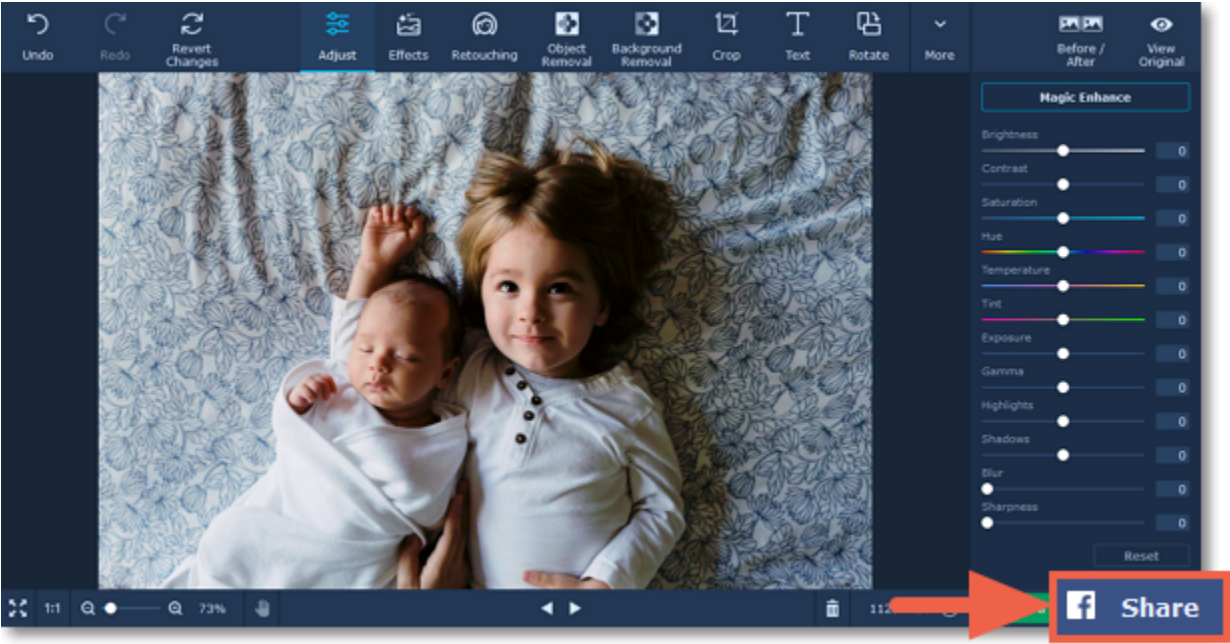 Undo
Redo
Revert
Changes
Adjust
Effects
Retouching
Object
Removal
Background
Removal
Crop
Text
Rotate
More
Before /
After
View
Original
Magic Enhance
Brightness
0
Contrast
0
Saturation
0
Hue
0
Temperature
0
Tint
0
Exposure
0
Gamma
0
Highlights
0
Shadows
0
Blur
0
Sharpness
0
Reset
1:1
73%
f Share